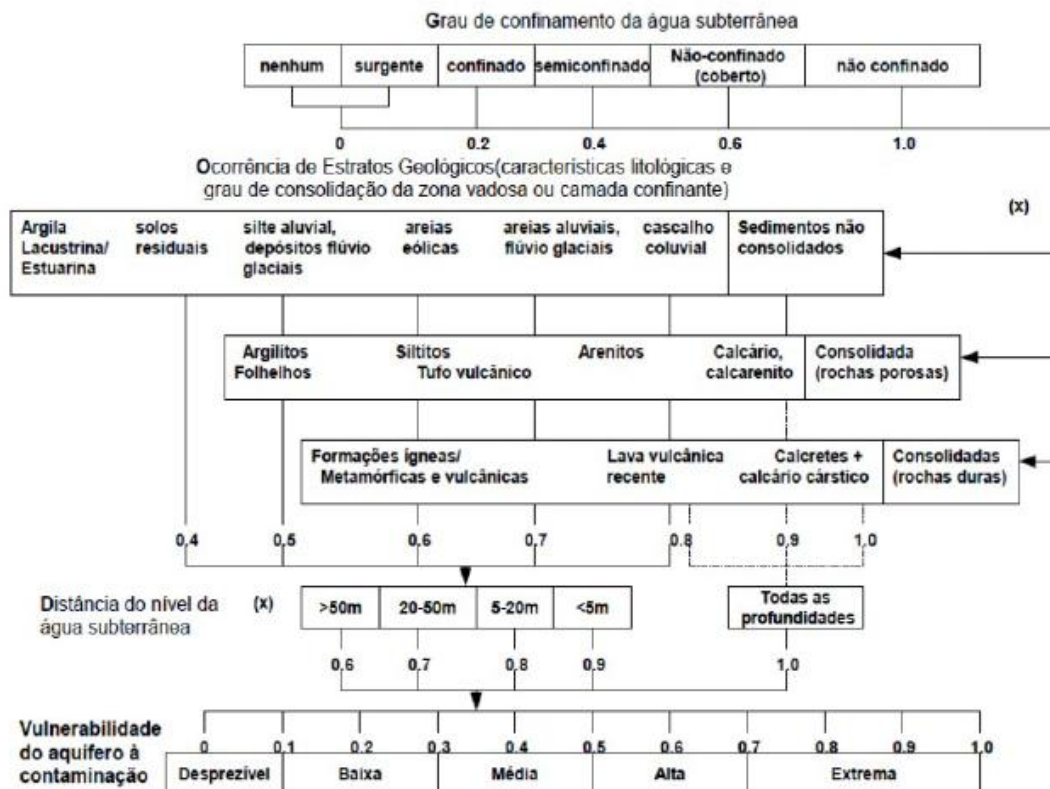 Grau de confinamento da água subterrânea
nenhum surgente confinado semiconfinado Não-confinado (coberto) não confinado
0 0.2 0.4 0.6 1.0
Ocorrência de Estratos Geológicos(características litológicas e
grau de consolidação da zona vadosa ou camada confinante)
(x)
Argila solos silte aluvial, areias areias aluviais, cascalho Sedimentos não
Lacustrina/ residuais depósitos flúvio eólicas flúvio glaciais coluvial consolidados
Estuarina glaciais
Argilitos Siltitos Arenitos Calcário, Consolidada
Folhelhos Tufo vulcânico calcarenito (rochas porosas)
Formações ígneas/ Lava vulcânica Calcretes + Consolidadas
Metamórficas e vulcânicas recente calcário cárstico (rochas duras)
0,4 0,5 0.6 0.7 0.8 0.9 1.0
Distância do nível da (x) >50m 20-50m 5-20m <5m Todas as
água subterrânea profundidades
0,6 0,7 0,8 0,9 1,0
Vulnerabilidade
do aquífero à 0 0,1 0,2 0,3 0,4 0,5 0,6 0,7 0,8 0,9 1.0
contaminação Desprezível Baixa Média Alta Extrema